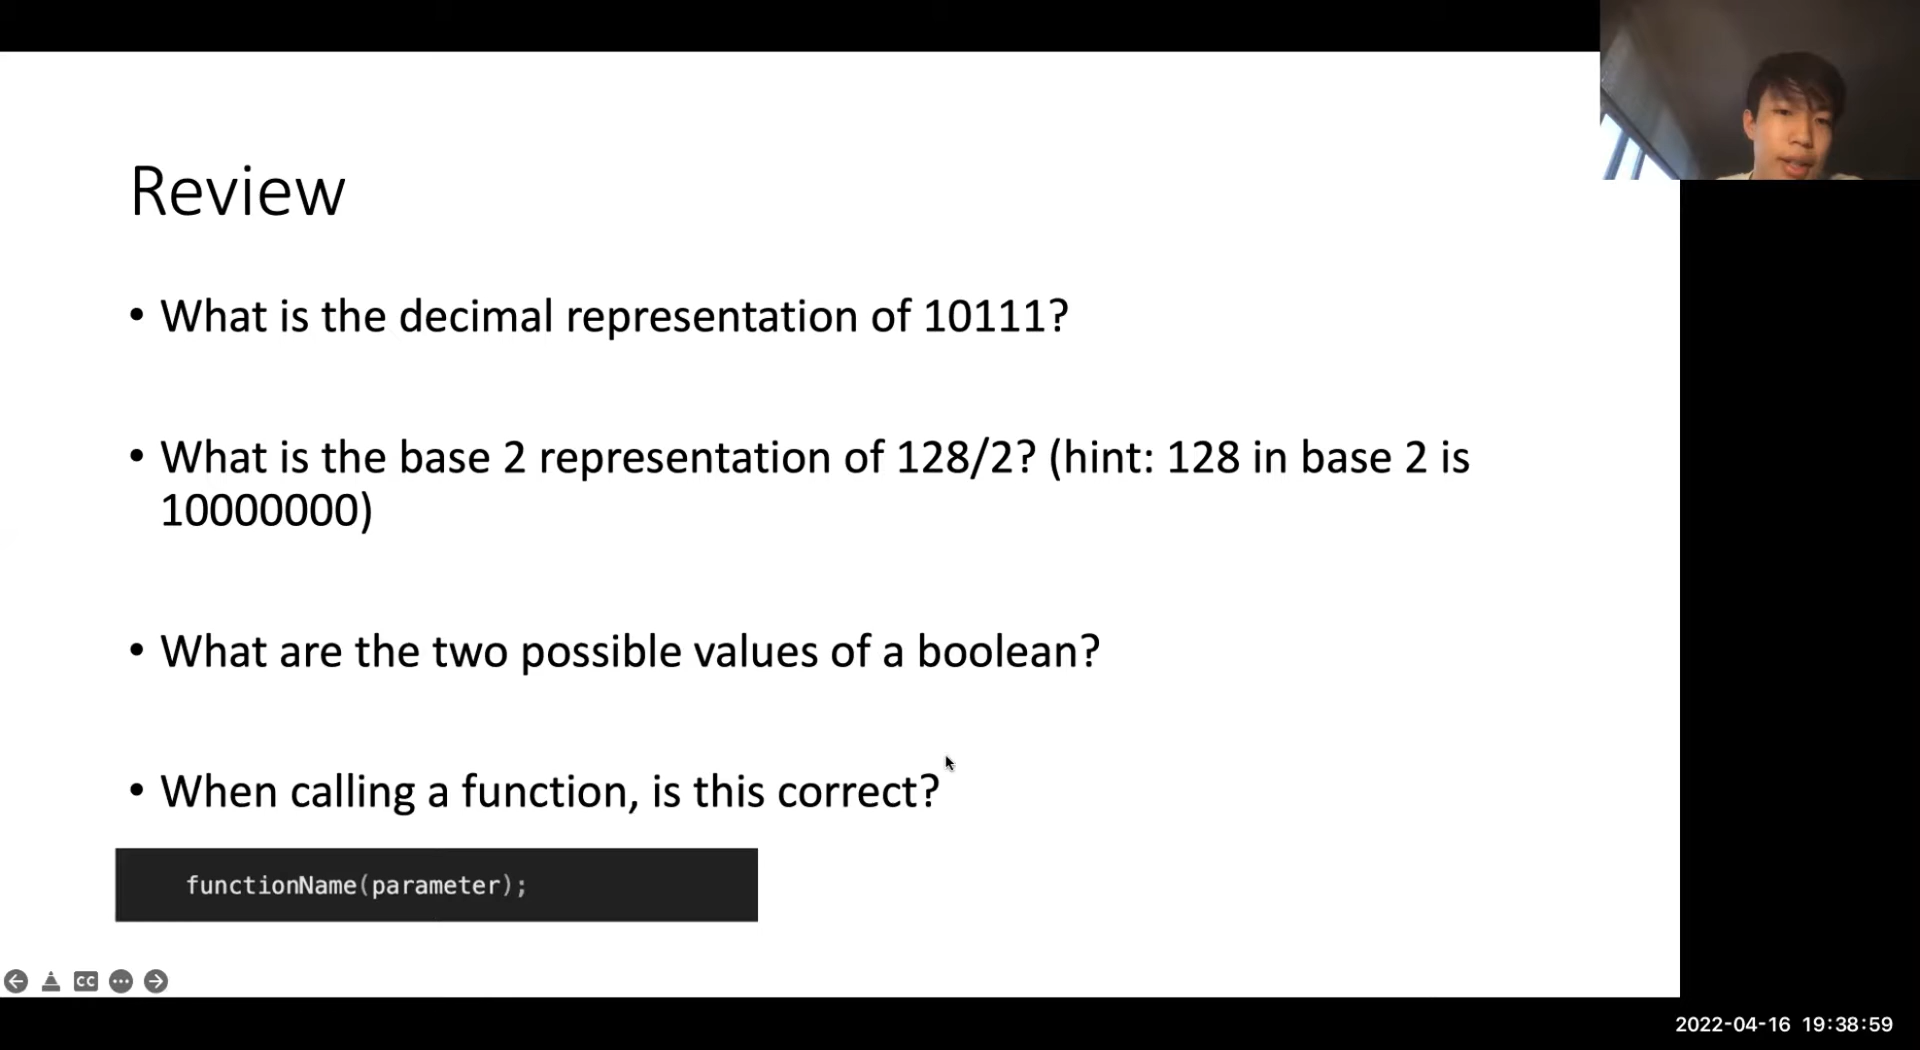 Review
• What is the decimal representation of 10111?
• What is the base 2 representation of 128/2? (hint: 128 in base 2 is
10000000)
• What are the two possible values of a boolean?
• When calling a function, is this correct?
functionName(parameter);
CC
2022-04-16 19:38:59